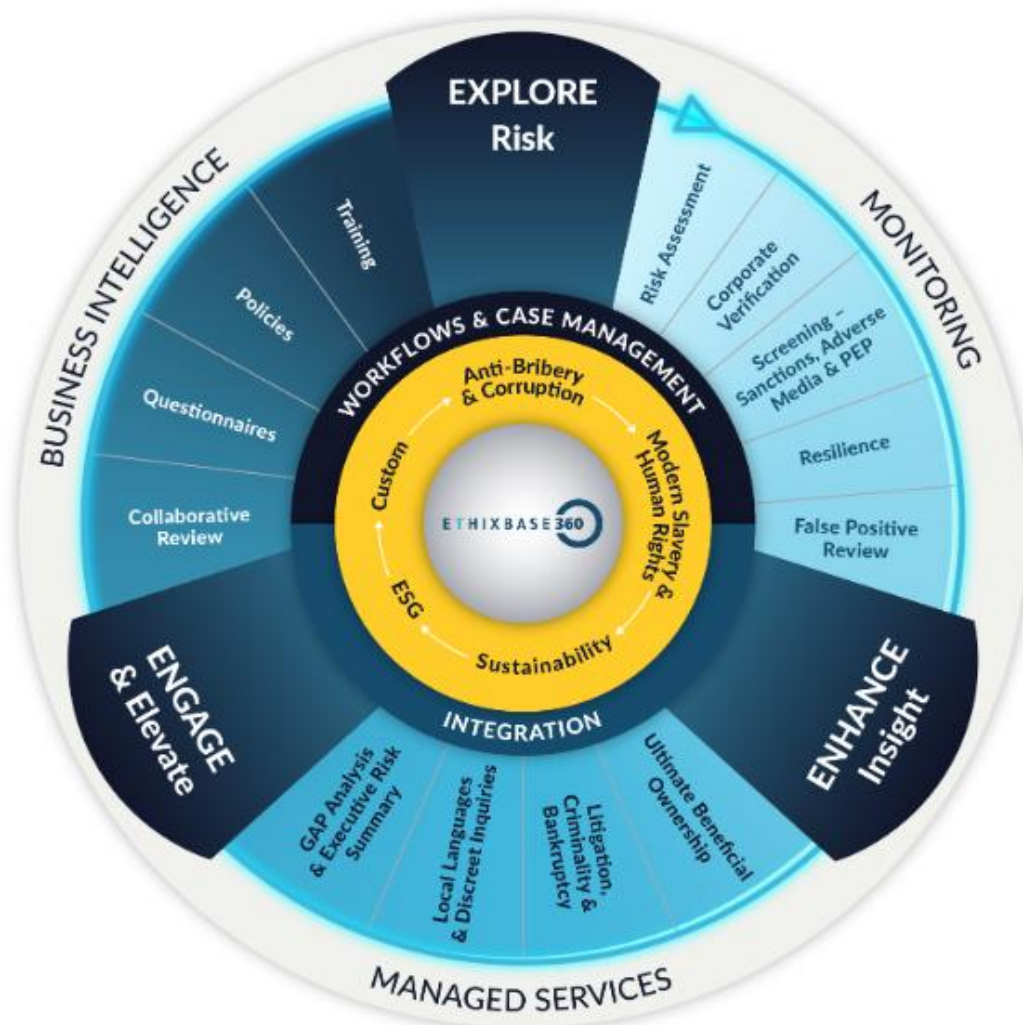 EXPLORE
Risk
Risk Assessment
Corporate
Verification
Screening –
Sanctions, Adverse
Media & PEP
Resilience
False Positive
Review
MONITORING
ENHANCE
Insight
Ultimate Beneficial
Ownership
Litigation,
Criminality &
Bankruptcy
Local Languages
& Discreet Inquiries
GAP Analysis
& Executive Risk
Summary
MANAGED SERVICES
ENGAGE
& Elevate
Collaborative
Review
Questionnaires
Policies
Training
BUSINESS INTELLIGENCE
WORKFLOWS & CASE MANAGEMENT
INTEGRATION
Anti-Bribery
& Corruption
Modern Slavery &
Human Rights
Sustainability
ESG
Custom
ETHIXBASE360